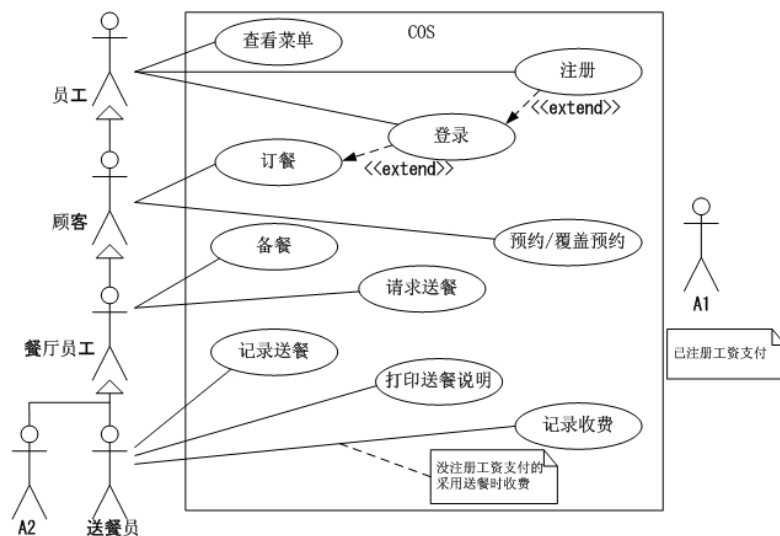 COS
查看菜单
注册
员工
<<extend>>
登录
订餐
<<extend>>
顾客
预约/覆盖预约
备餐
请求送餐
A1
餐厅员工
记录送餐
已注册工资支付
打印送餐说明
记录收费
没注册工资支付的
采用送餐时收费
A2
送餐员